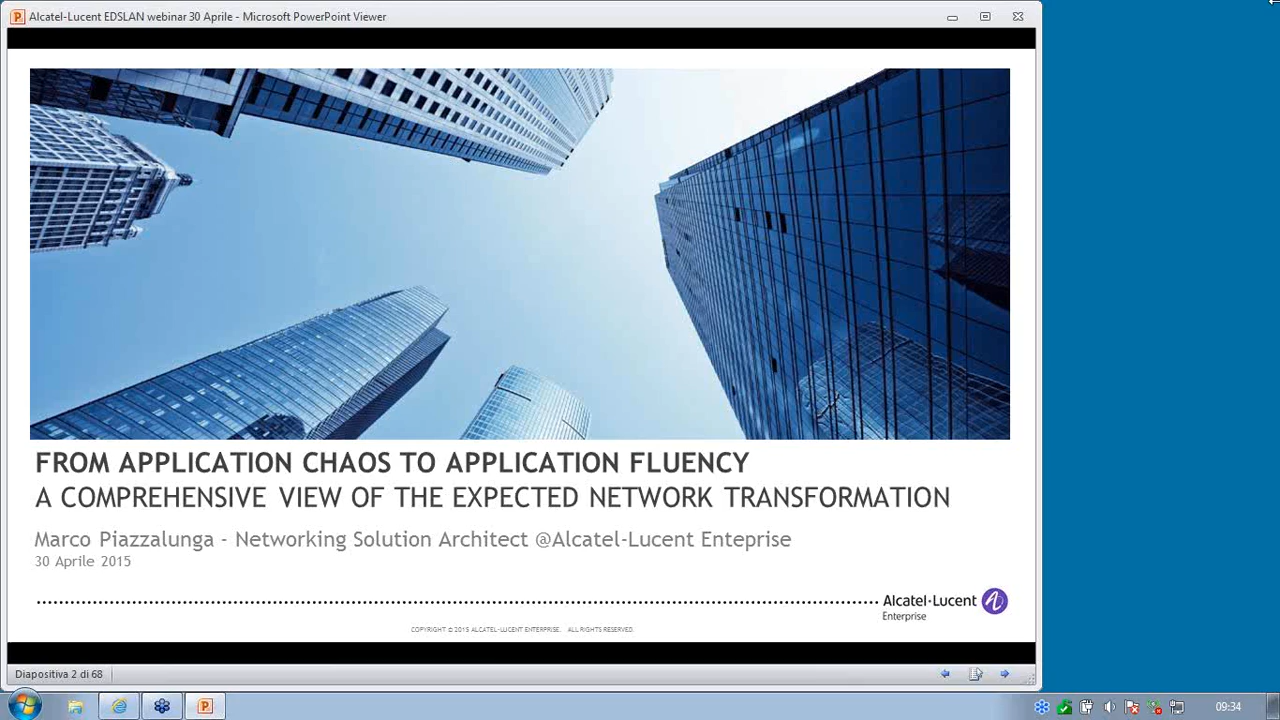 Alcatel-Lucent EDSLAN webinar 30 Aprile - Microsoft PowerPoint Viewer
FROM APPLICATION CHAOS TO APPLICATION FLUENCY
A COMPREHENSIVE VIEW OF THE EXPECTED NETWORK TRANSFORMATION
Marco Piazzalunga - Networking Solution Architect @Alcatel-Lucent Enteprise
30 Aprile 2015
Alcatel·Lucent
Enterprise
COPYRIGHT © 2015 ALCATEL-LUCENT ENTERPRISE. ALL RIGHTS RESERVED.
Diapositiva 2 di 68
09:34